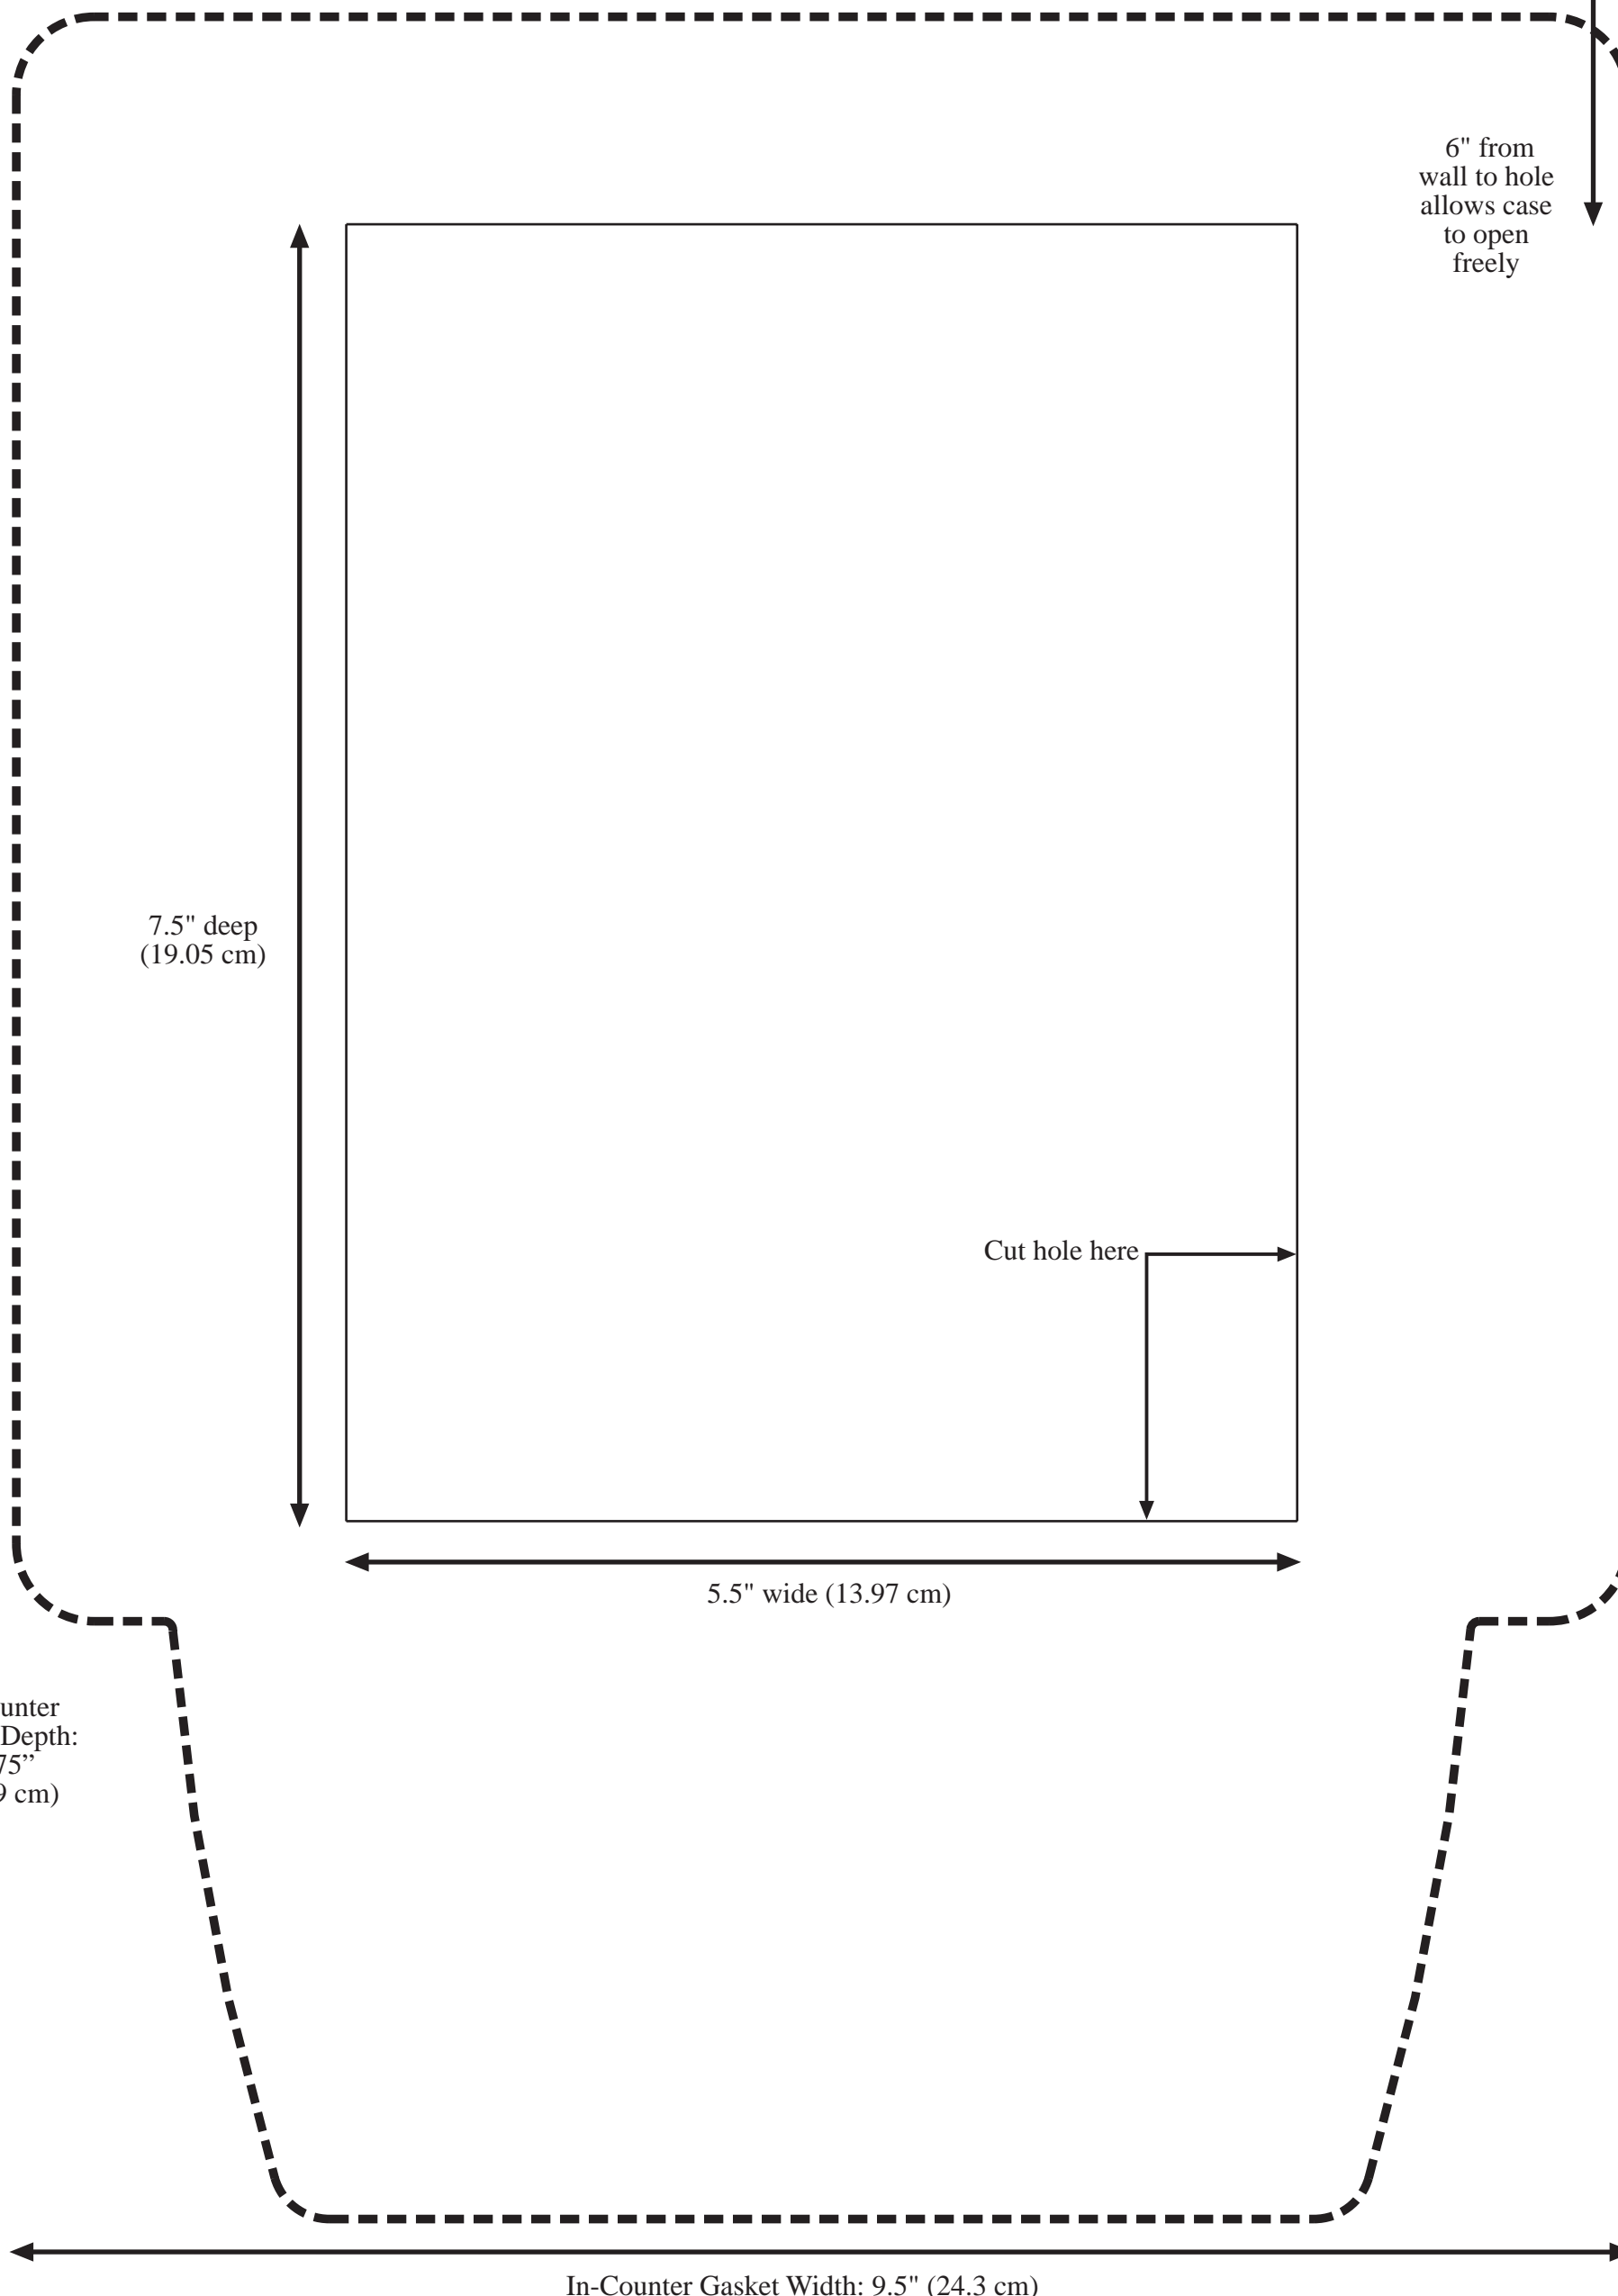 6" from
wall to hole
allows case
to open
freely
7.5" deep
(19.05 cm)
Cut hole here
5.5" wide (13.97 cm)
unter
Depth:
75”
cm)
In-Counter Gasket Width: 9.5" (24.3 cm)